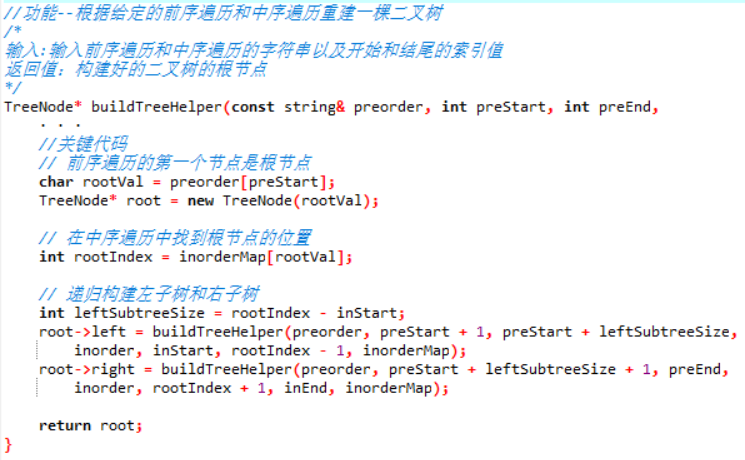 //功能--根据给定的前序遍历和中序遍历重建一棵二叉树
/*
输入:输入前序遍历和中序遍历的字符串以及开始和结尾的索引值
返回值：构建好的二叉树的根节点
*/
TreeNode* buildTreeHelper(const string& preorder, int preStart, int preEnd,
. . .
//关键代码
// 前序遍历的第一个节点是根节点
char rootVal = preorder[preStart];
TreeNode* root = new TreeNode(rootVal);
// 在中序遍历中找到根节点的位置
int rootIndex = inorderMap[rootVal];
// 递归构建左子树和右子树
int leftSubtreeSize = rootIndex - inStart;
root->left = buildTreeHelper(preorder, preStart + 1, preStart + leftSubtreeSize,
inorder, inStart, rootIndex - 1, inorderMap);
root->right = buildTreeHelper(preorder, preStart + leftSubtreeSize + 1, preEnd,
inorder, rootIndex + 1, inEnd, inorderMap);
return root;
}